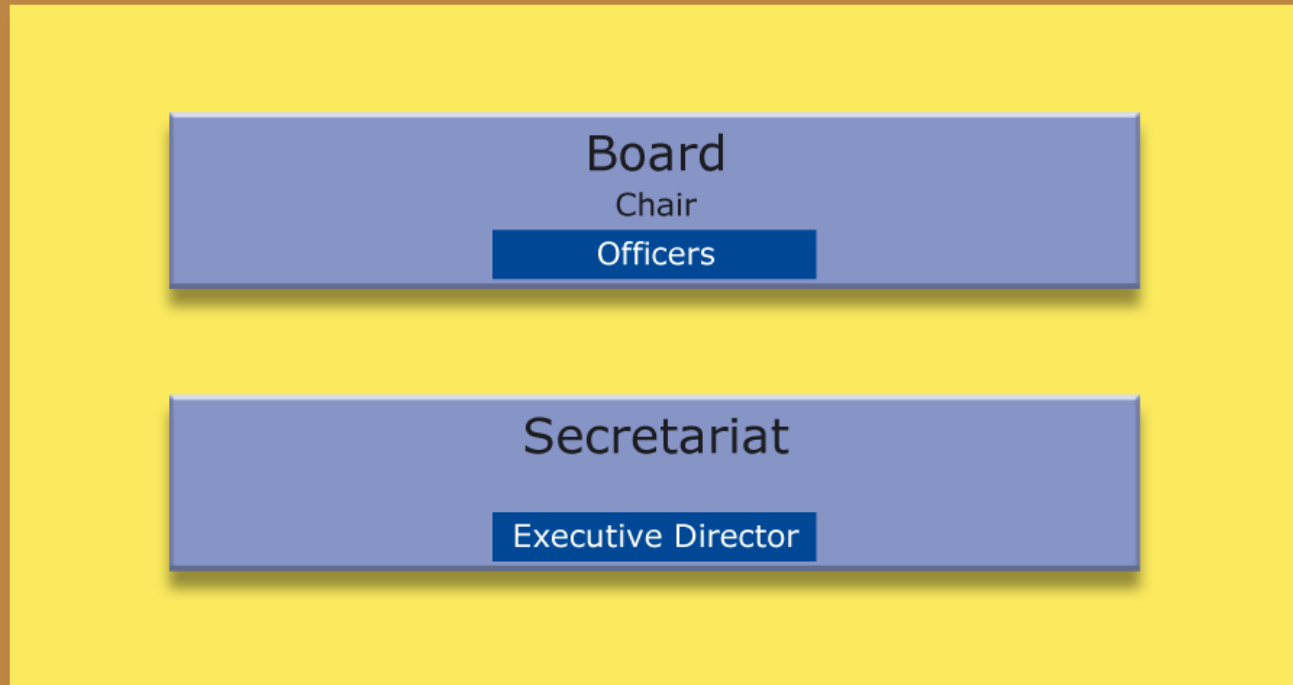 Board
Chair
Officers
Secretariat
Executive Director